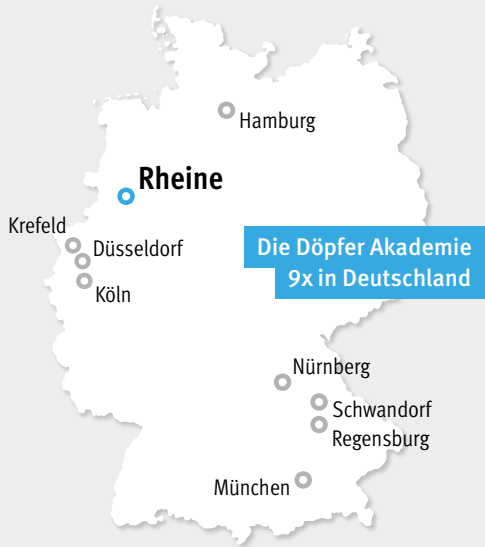 Hamburg
Rheine
Krefeld
Düsseldorf
Köln
Die Döpfer Akademie
9x in Deutschland
Nürnberg
Schwandorf
Regensburg
München